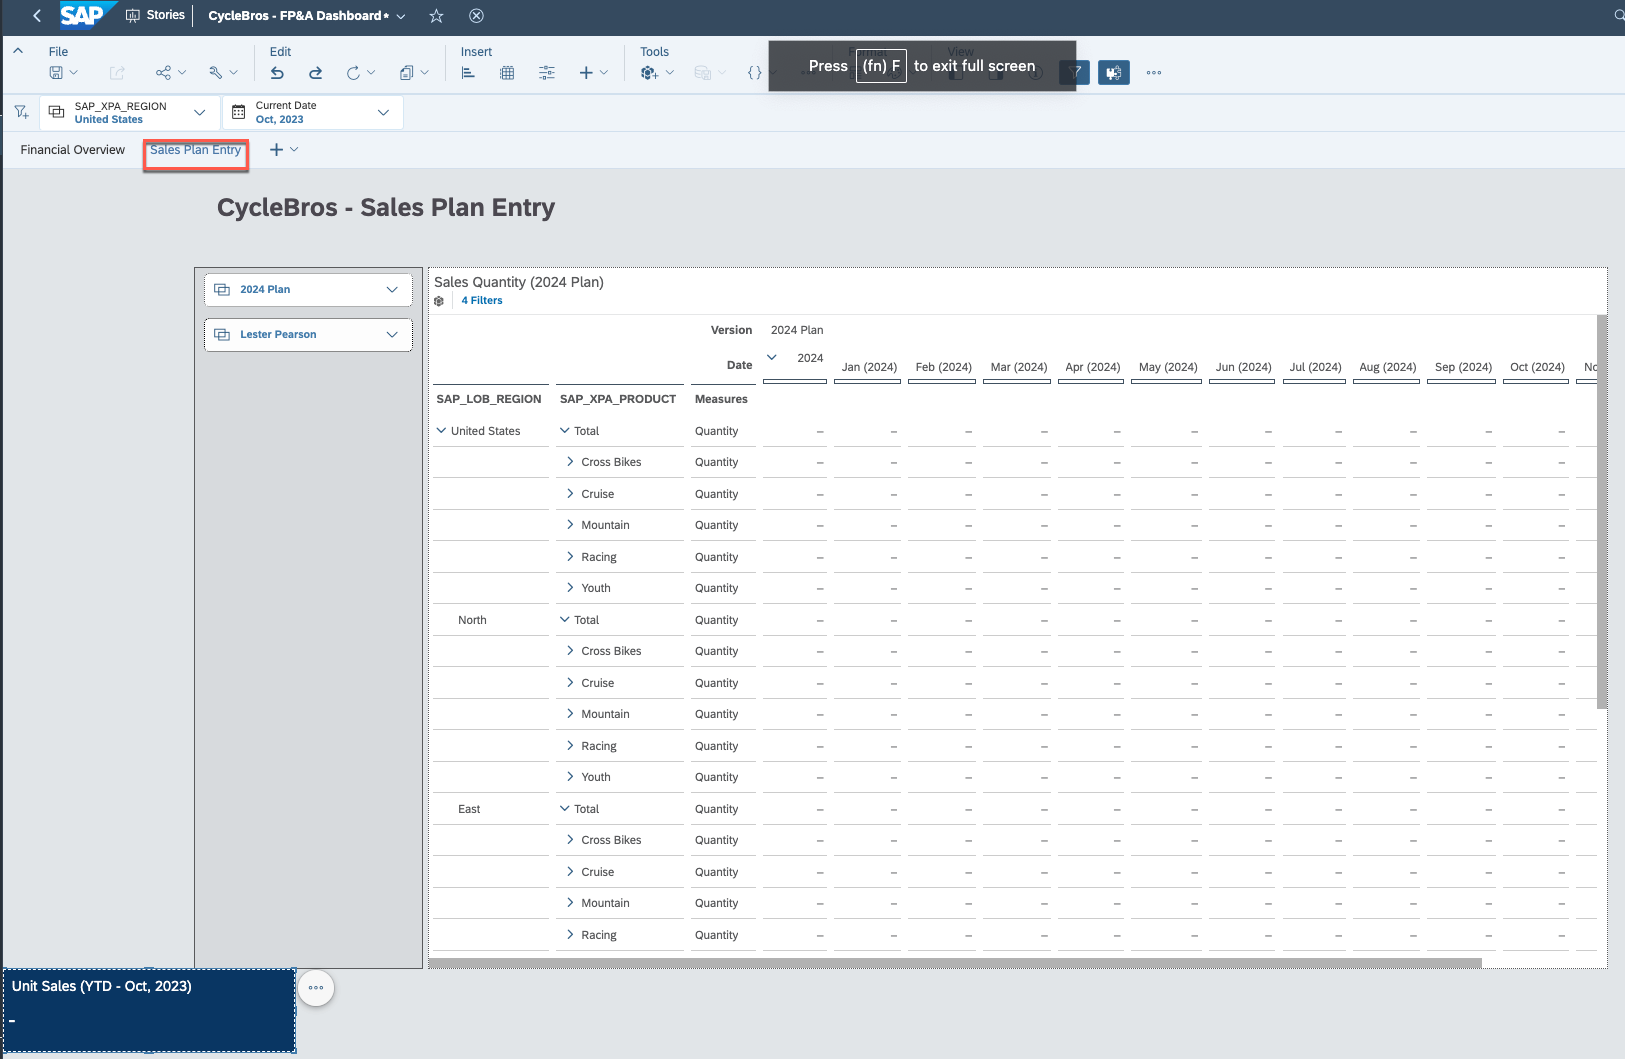 SAP Stories CycleBros - FP&A Dashboard*
File Edit Insert Tools Format View
Press (fn) F to exit full screen
SAP_XPA_REGION Current Date
United States Oct, 2023
Financial Overview Sales Plan Entry
CycleBros - Sales Plan Entry
2024 Plan
Lester Pearson
Sales Quantity (2024 Plan)
4 Filters
Version 2024 Plan
Date 2024 Jan (2024) Feb (2024) Mar (2024) Apr (2024) May (2024) Jun (2024) Jul (2024) Aug (2024) Sep (2024) Oct (2024)
SAP_LOB_REGION SAP_XPA_PRODUCT Measures
United States Total Quantity – – – – – – – – – – –
Cross Bikes Quantity – – – – – – – – – – –
Cruise Quantity – – – – – – – – – – –
Mountain Quantity – – – – – – – – – – –
Racing Quantity – – – – – – – – – – –
Youth Quantity – – – – – – – – – – –
North Total Quantity – – – – – – – – – – –
Cross Bikes Quantity – – – – – – – – – – –
Cruise Quantity – – – – – – – – – – –
Mountain Quantity – – – – – – – – – – –
Racing Quantity – – – – – – – – – – –
Youth Quantity – – – – – – – – – – –
East Total Quantity – – – – – – – – – – –
Cross Bikes Quantity – – – – – – – – – – –
Cruise Quantity – – – – – – – – – – –
Mountain Quantity – – – – – – – – – – –
Racing Quantity – – – – – – – – – – –
Unit Sales (YTD - Oct, 2023)
-